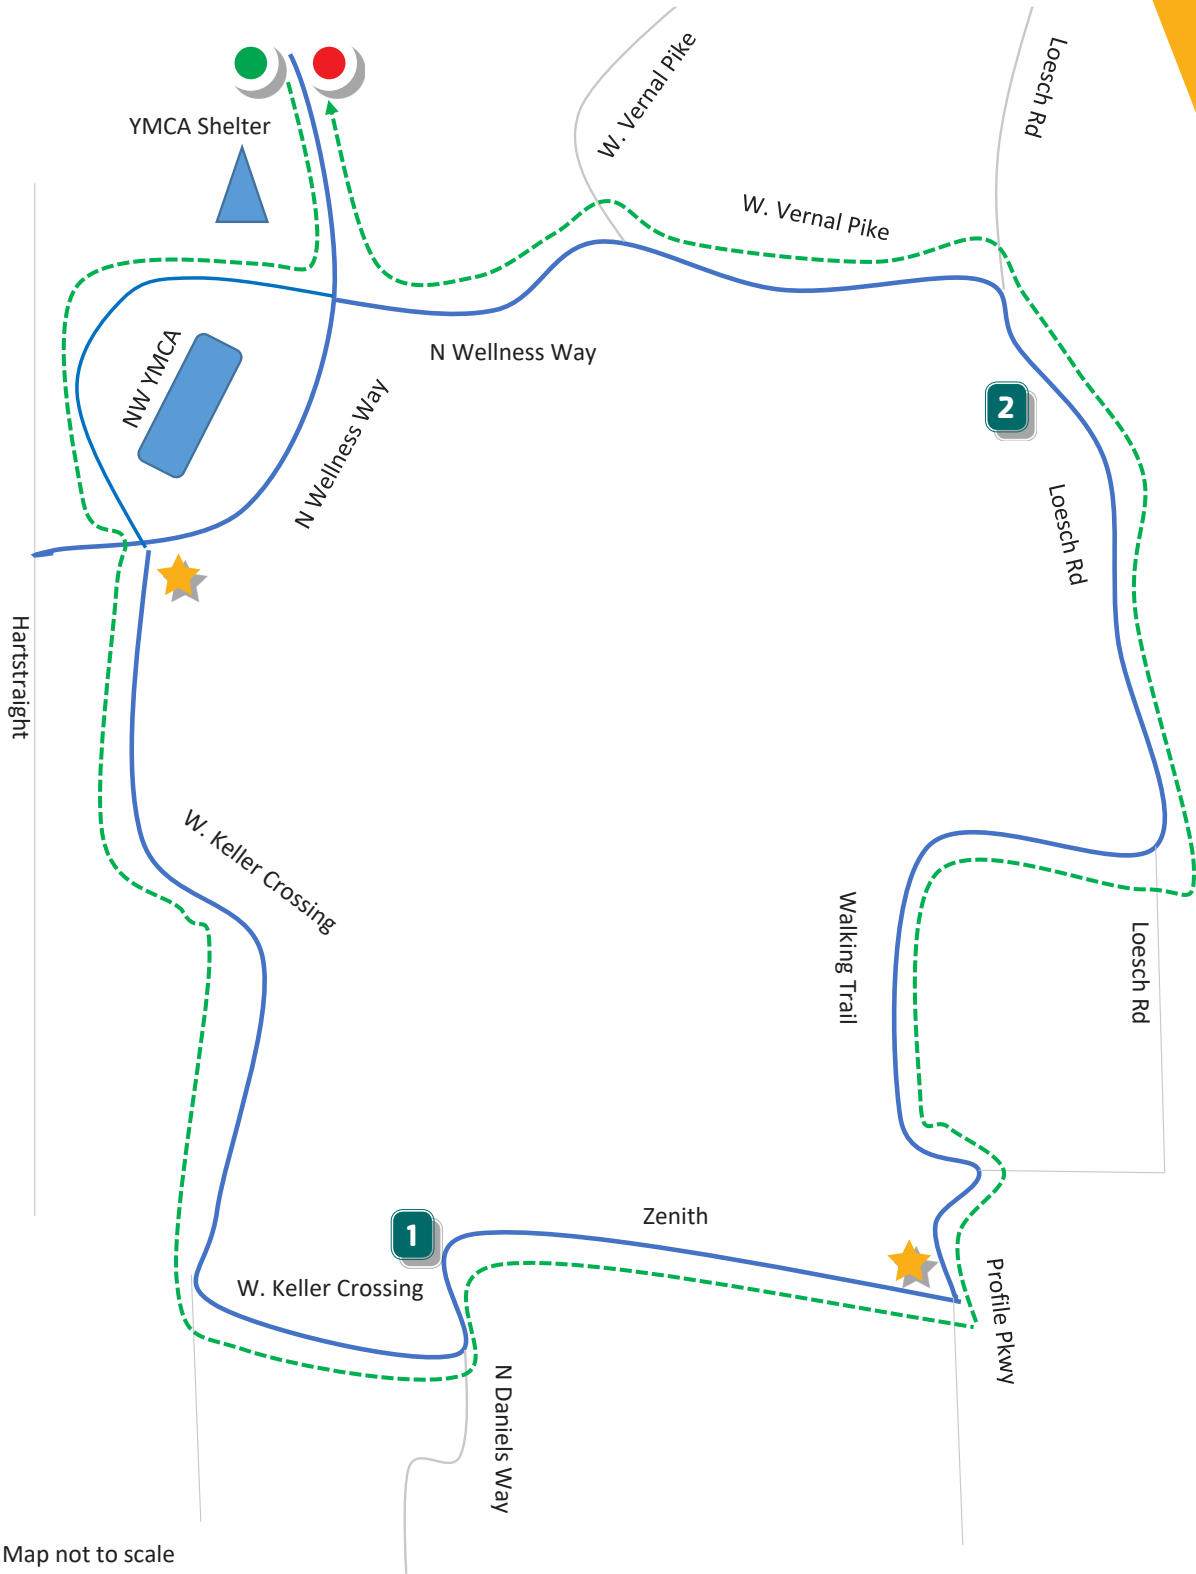 W. Vernal Pike
Loesch Rd
YMCA Shelter
W. Vernal Pike
NW YMCA
N Wellness Way
N Wellness Way
2
Loesch Rd
Hartstraight
W. Keller Crossing
Walking Trail
Loesch Rd
1
Zenith
W. Keller Crossing
Profile Pkwy
N Daniels Way
Map not to scale